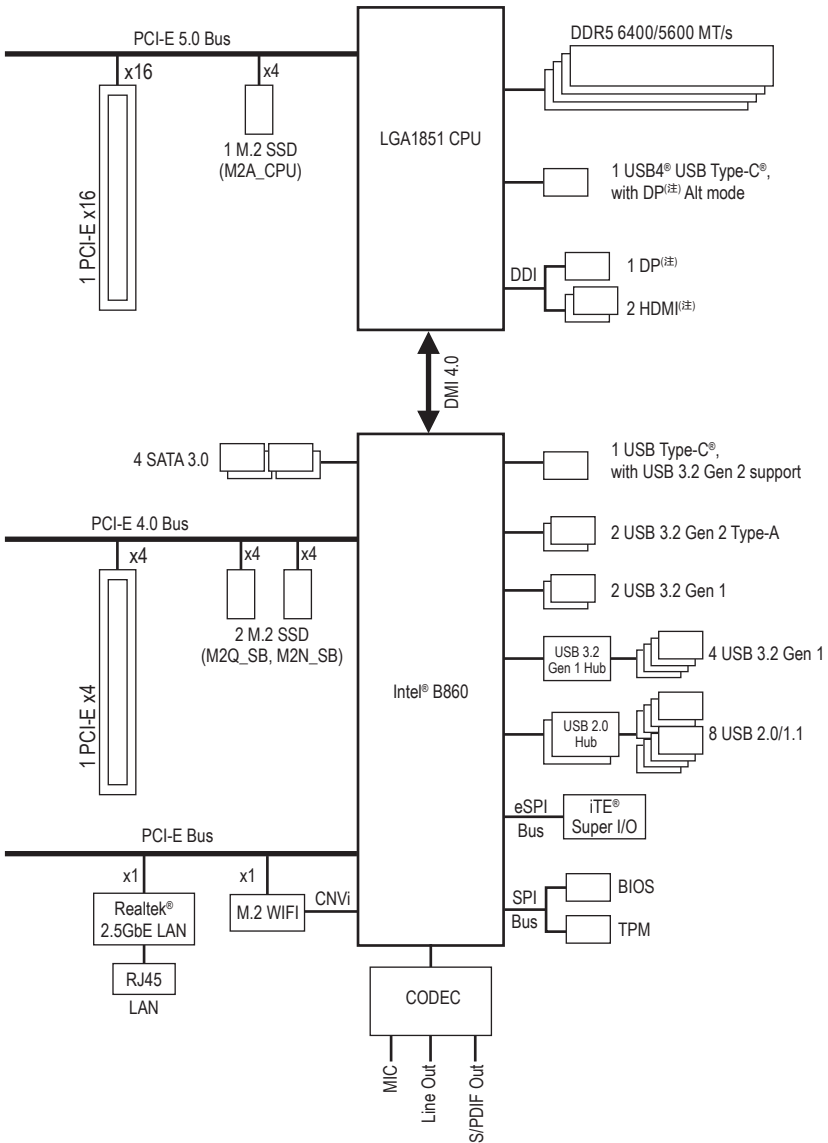 PCI-E 5.0 Bus
x16
x4
1 PCI-E x16
1 M.2 SSD
(M2A_CPU)
LGA1851 CPU
DDR5 6400/5600 MT/s
1 USB4® USB Type-C®,
with DP(注) Alt mode
DDI
1 DP(注)
2 HDMI(注)
DMI 4.0
4 SATA 3.0
1 USB Type-C®,
with USB 3.2 Gen 2 support
PCI-E 4.0 Bus
x4
x4
x4
1 PCI-E x4
2 M.2 SSD
(M2Q_SB, M2N_SB)
2 USB 3.2 Gen 2 Type-A
2 USB 3.2 Gen 1
Intel® B860
USB 3.2
Gen 1 Hub
4 USB 3.2 Gen 1
USB 2.0
Hub
8 USB 2.0/1.1
eSPI
Bus
iTE®
Super I/O
PCI-E Bus
x1
x1
Realtek®
2.5GbE LAN
M.2 WIFI
CNVi
SPI
Bus
BIOS
TPM
RJ45
LAN
CODEC
MIC
Line Out
S/PDIF Out